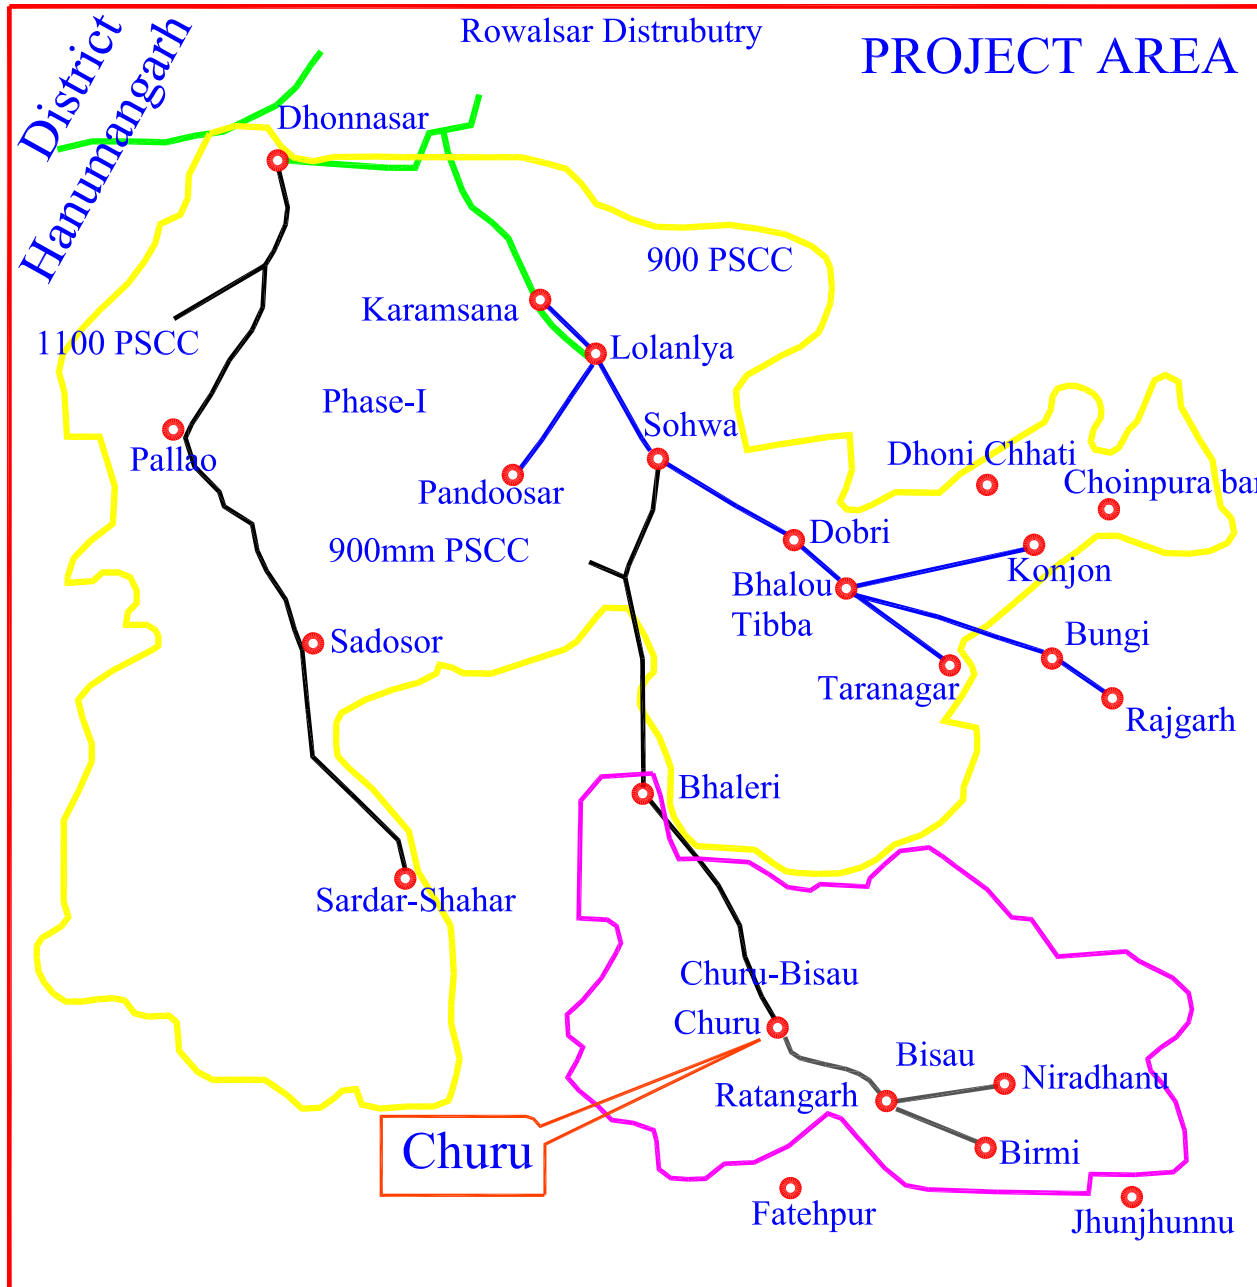 Rowalsar Distrubutry
PROJECT AREA
District
Hanumangarh
Dhonnasar
900 PSCC
Karamsana
1100 PSCC
Lolanlya
Phase-I
Sohwa
Dhoni Chhati
Pallao
Pandoosar
Choinpura bar
Dobri
900mm PSCC
Konjon
Bhalou
Tibba
Sadosor
Bungi
Taranagar
Rajgarh
Bhaleri
Sardar-Shahar
Churu-Bisau
Churu
Bisau
Niradhanu
Ratangarh
Churu
Birmi
Fatehpur
Jhunjhunnu